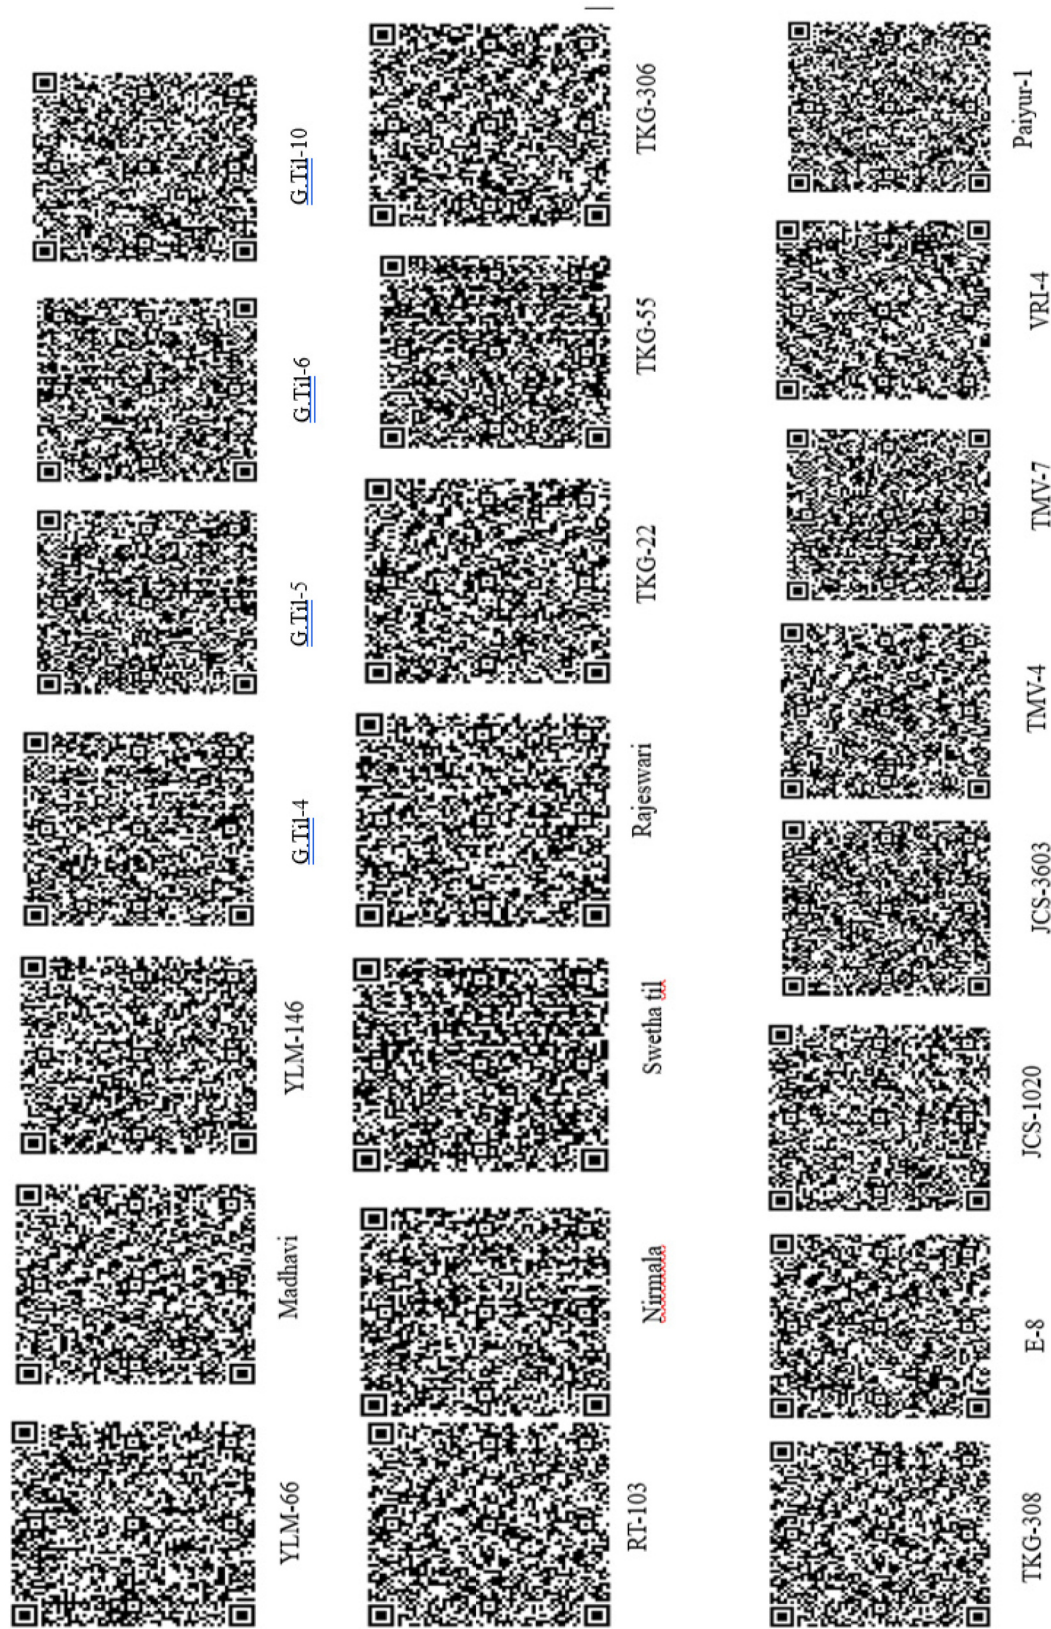 YLM-66 Madhavi YLM-146 G.Til-4 G.Til-5 G.Til-6 G.Til-10
RT-103 Nirmala Swetha til Rajeswari TKG-22 TKG-55 TKG-306
TKG-308 E-8 JCS-1020 JCS-3603 TMV-4 TMV-7 VRI-4 Paiyur-1